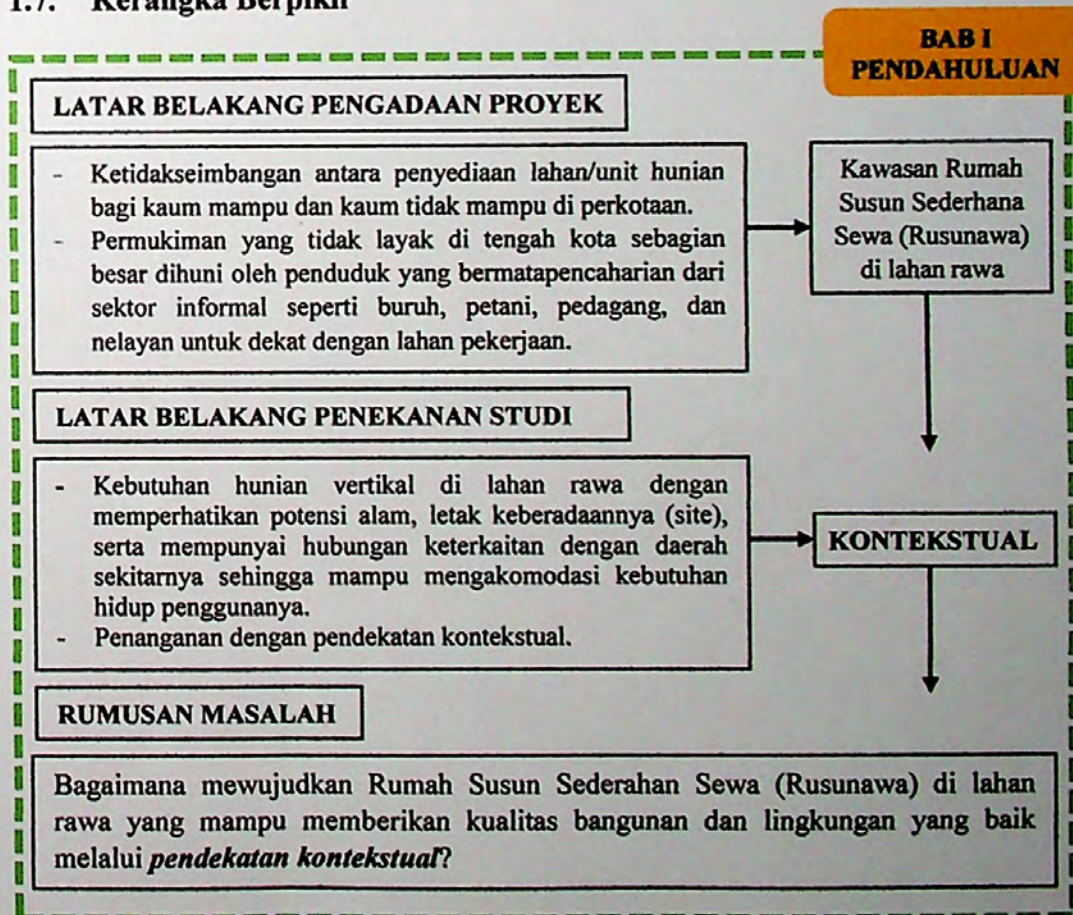 1.7. Kerangka Berpikir
BAB I
PENDAHULUAN
LATAR BELAKANG PENGADAAN PROYEK
- Ketidakseimbangan antara penyediaan lahan/unit hunian
bagi kaum mampu dan kaum tidak mampu di perkotaan.
- Permukiman yang tidak layak di tengah kota sebagian
besar dihuni oleh penduduk yang bermatapencaharian dari
sektor informal seperti buruh, petani, pedagang, dan
nelayan untuk dekat dengan lahan pekerjaan.
Kawasan Rumah
Susun Sederhana
Sewa (Rusunawa)
di lahan rawa
LATAR BELAKANG PENEKANAN STUDI
- Kebutuhan hunian vertikal di lahan rawa dengan
memperhatikan potensi alam, letak keberadaannya (site),
serta mempunyai hubungan keterkaitan dengan daerah
sekitarnya sehingga mampu mengakomodasi kebutuhan
hidup penggunanya.
- Penanganan dengan pendekatan kontekstual.
KONTEKSTUAL
RUMUSAN MASALAH
Bagaimana mewujudkan Rumah Susun Sederahan Sewa (Rusunawa) di lahan
rawa yang mampu memberikan kualitas bangunan dan lingkungan yang baik
melalui pendekatan kontekstual?